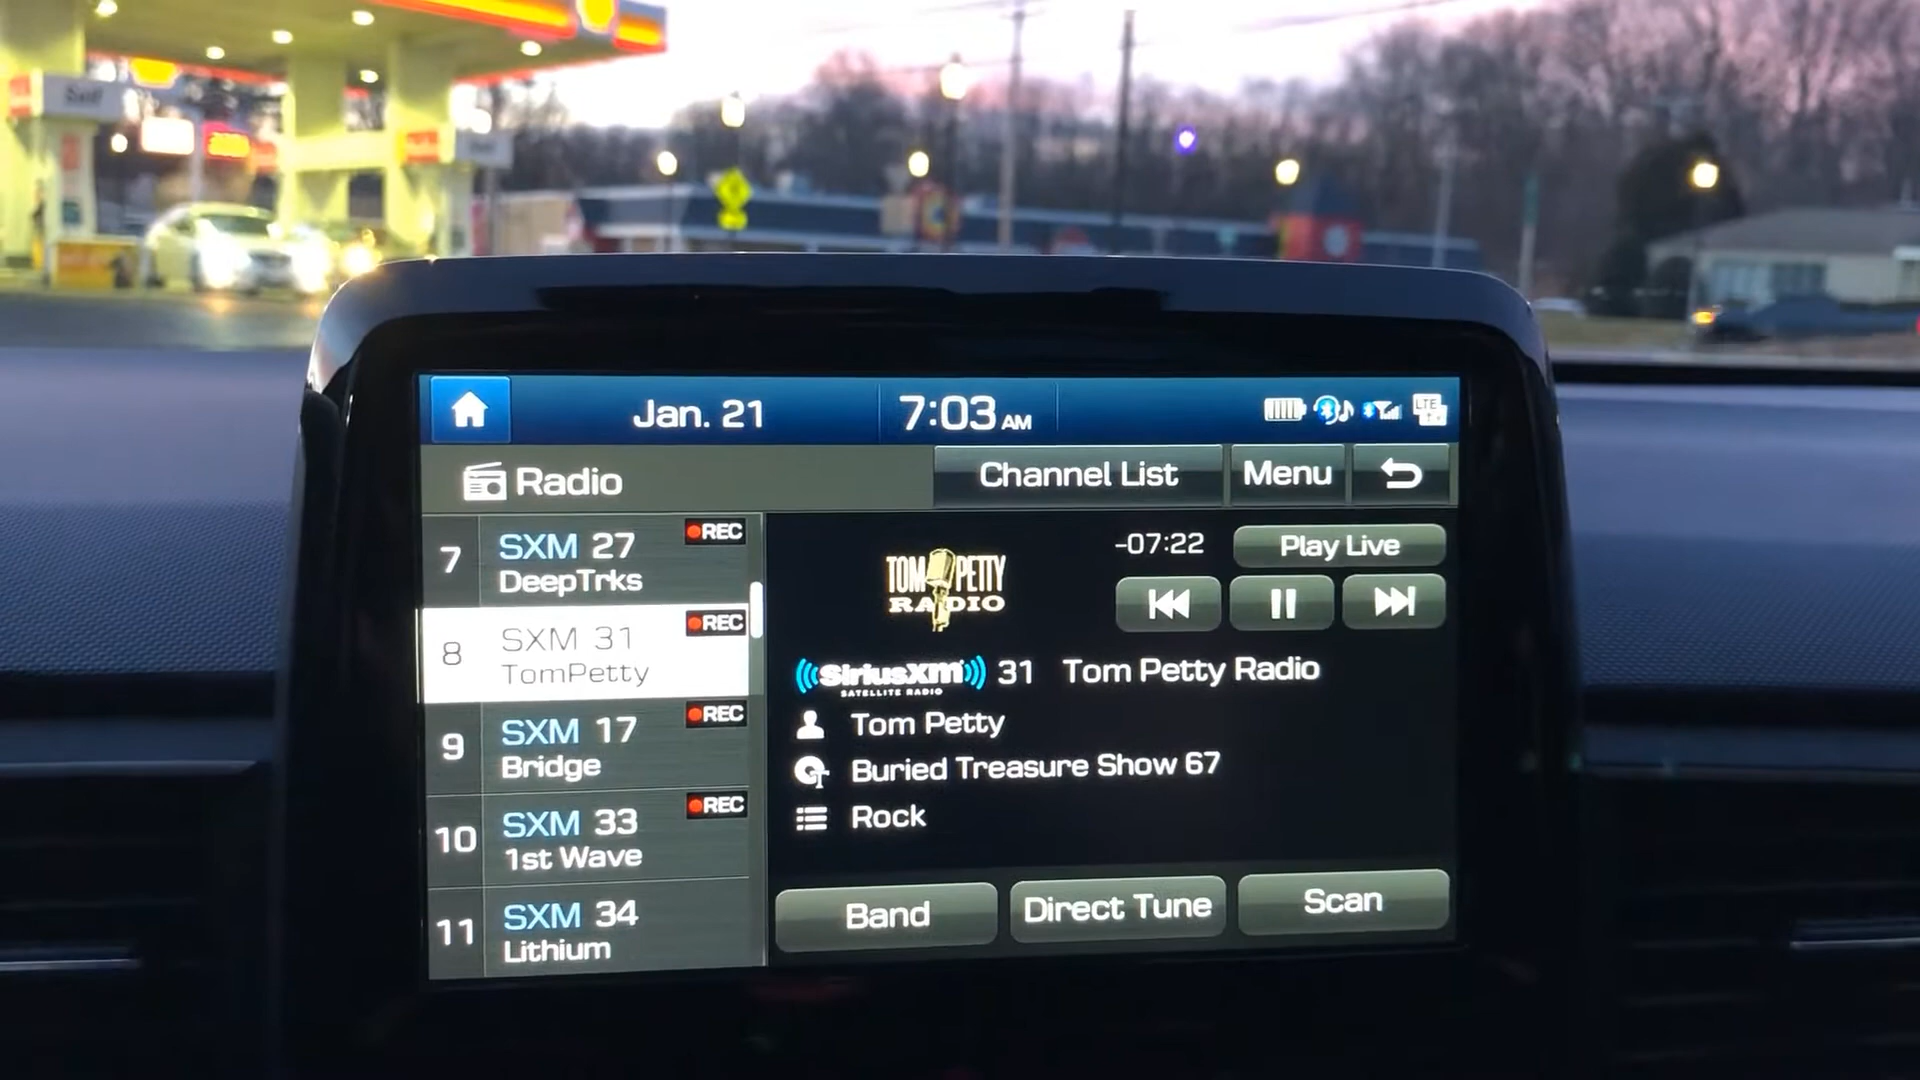 Self
Jan. 21
7:03 AM
LTE
Radio
Channel List
Menu
7
SXM 27
REC
DeepTrks
8
SXM 31
REC
TomPetty
9
SXM 17
REC
Bridge
10
SXM 33
REC
1st Wave
11
SXM 34
Lithium
TOM PETTY
RADIO
-07:22
Play Live
SiriusXM
SATELLITE RADIO
31 Tom Petty Radio
Tom Petty
Buried Treasure Show 67
Rock
Band
Direct Tune
Scan